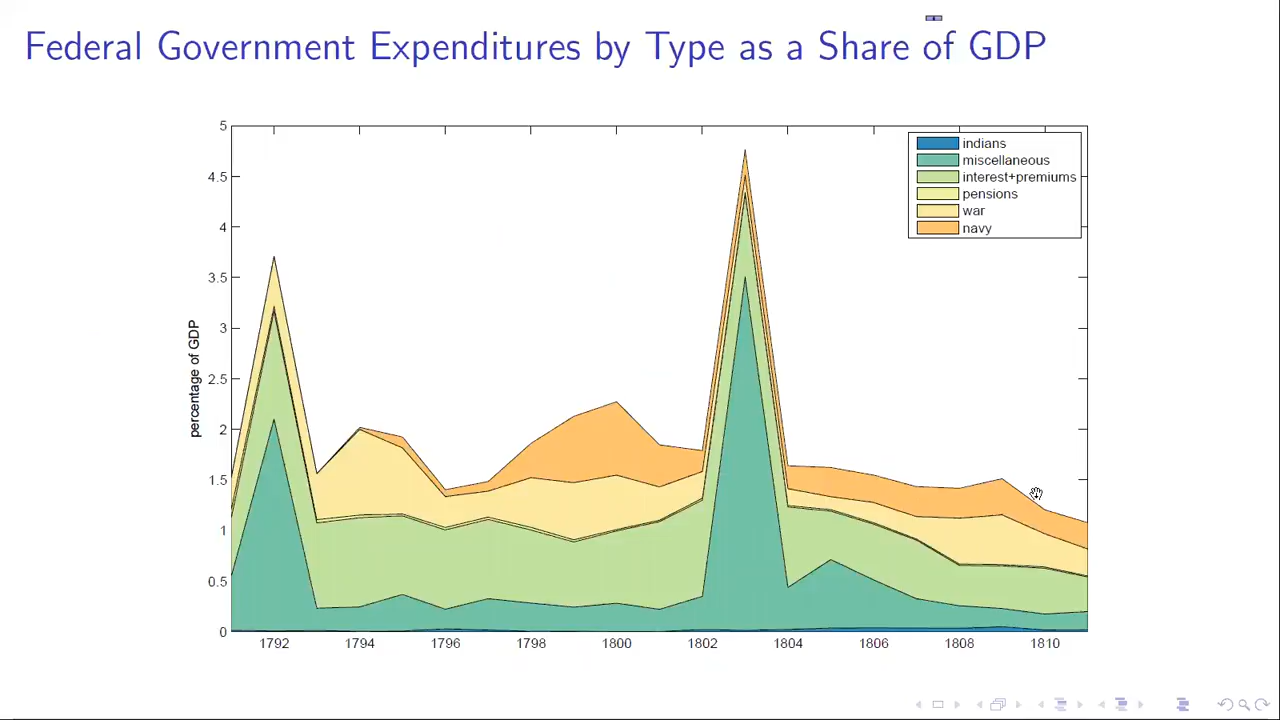 Federal Government Expenditures by Type as a Share of GDP
percentage of GDP
5
4.5
4
3.5
3
2.5
2
1.5
1
0.5
0
indians
miscellaneous
interest+premiums
pensions
war
navy
1792 1794 1796 1798 1800 1802 1804 1806 1808 1810